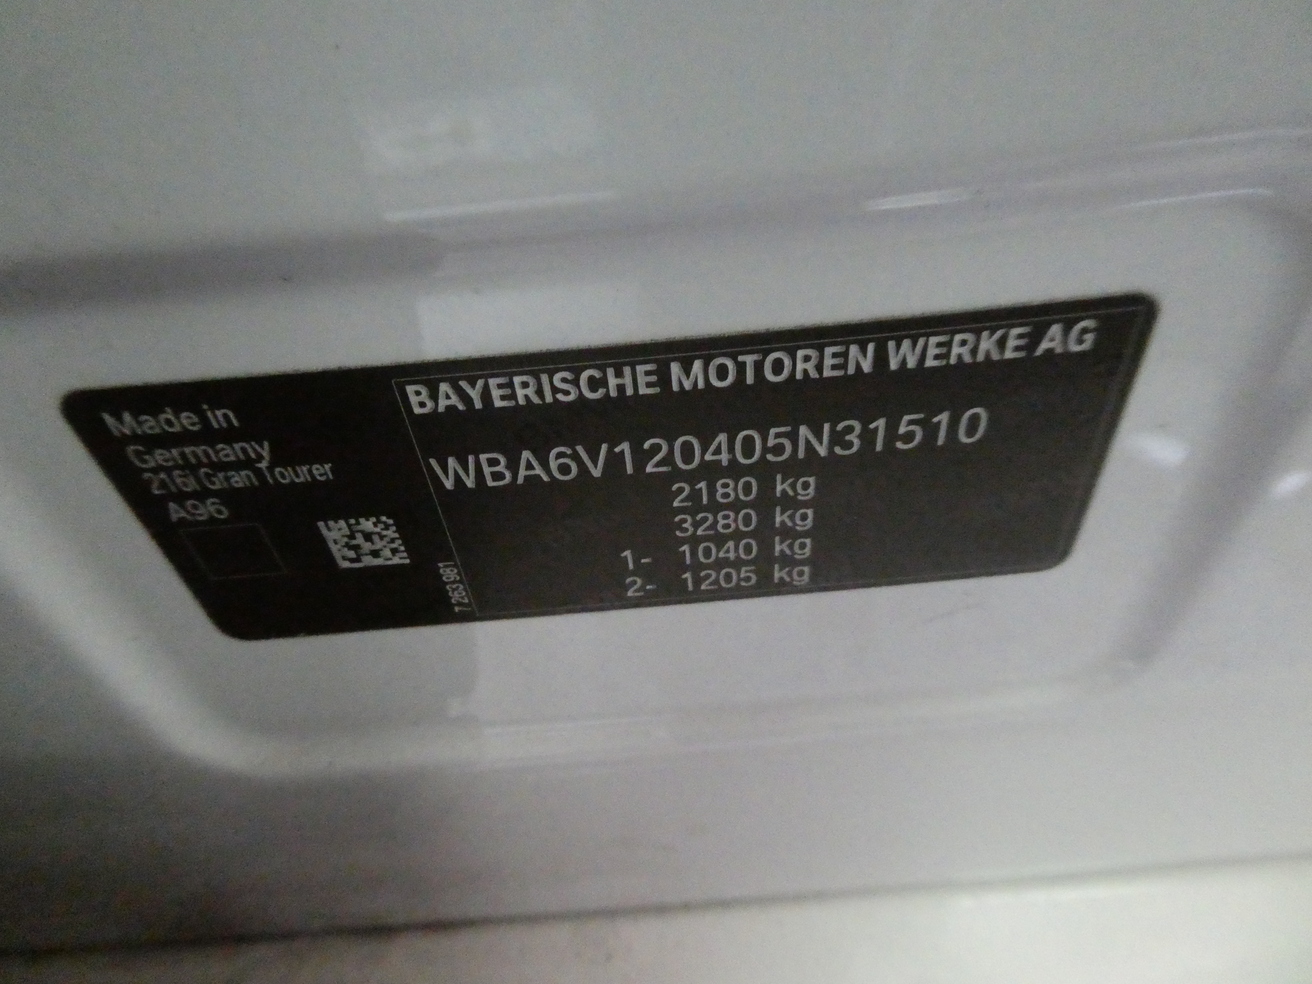 Made in
Germany
216i Gran Tourer
A96
7 263 981
BAYERISCHE MOTOREN WERKE AG
WBA6V120405N31510
2180 kg
3280 kg
1- 1040 kg
2- 1205 kg